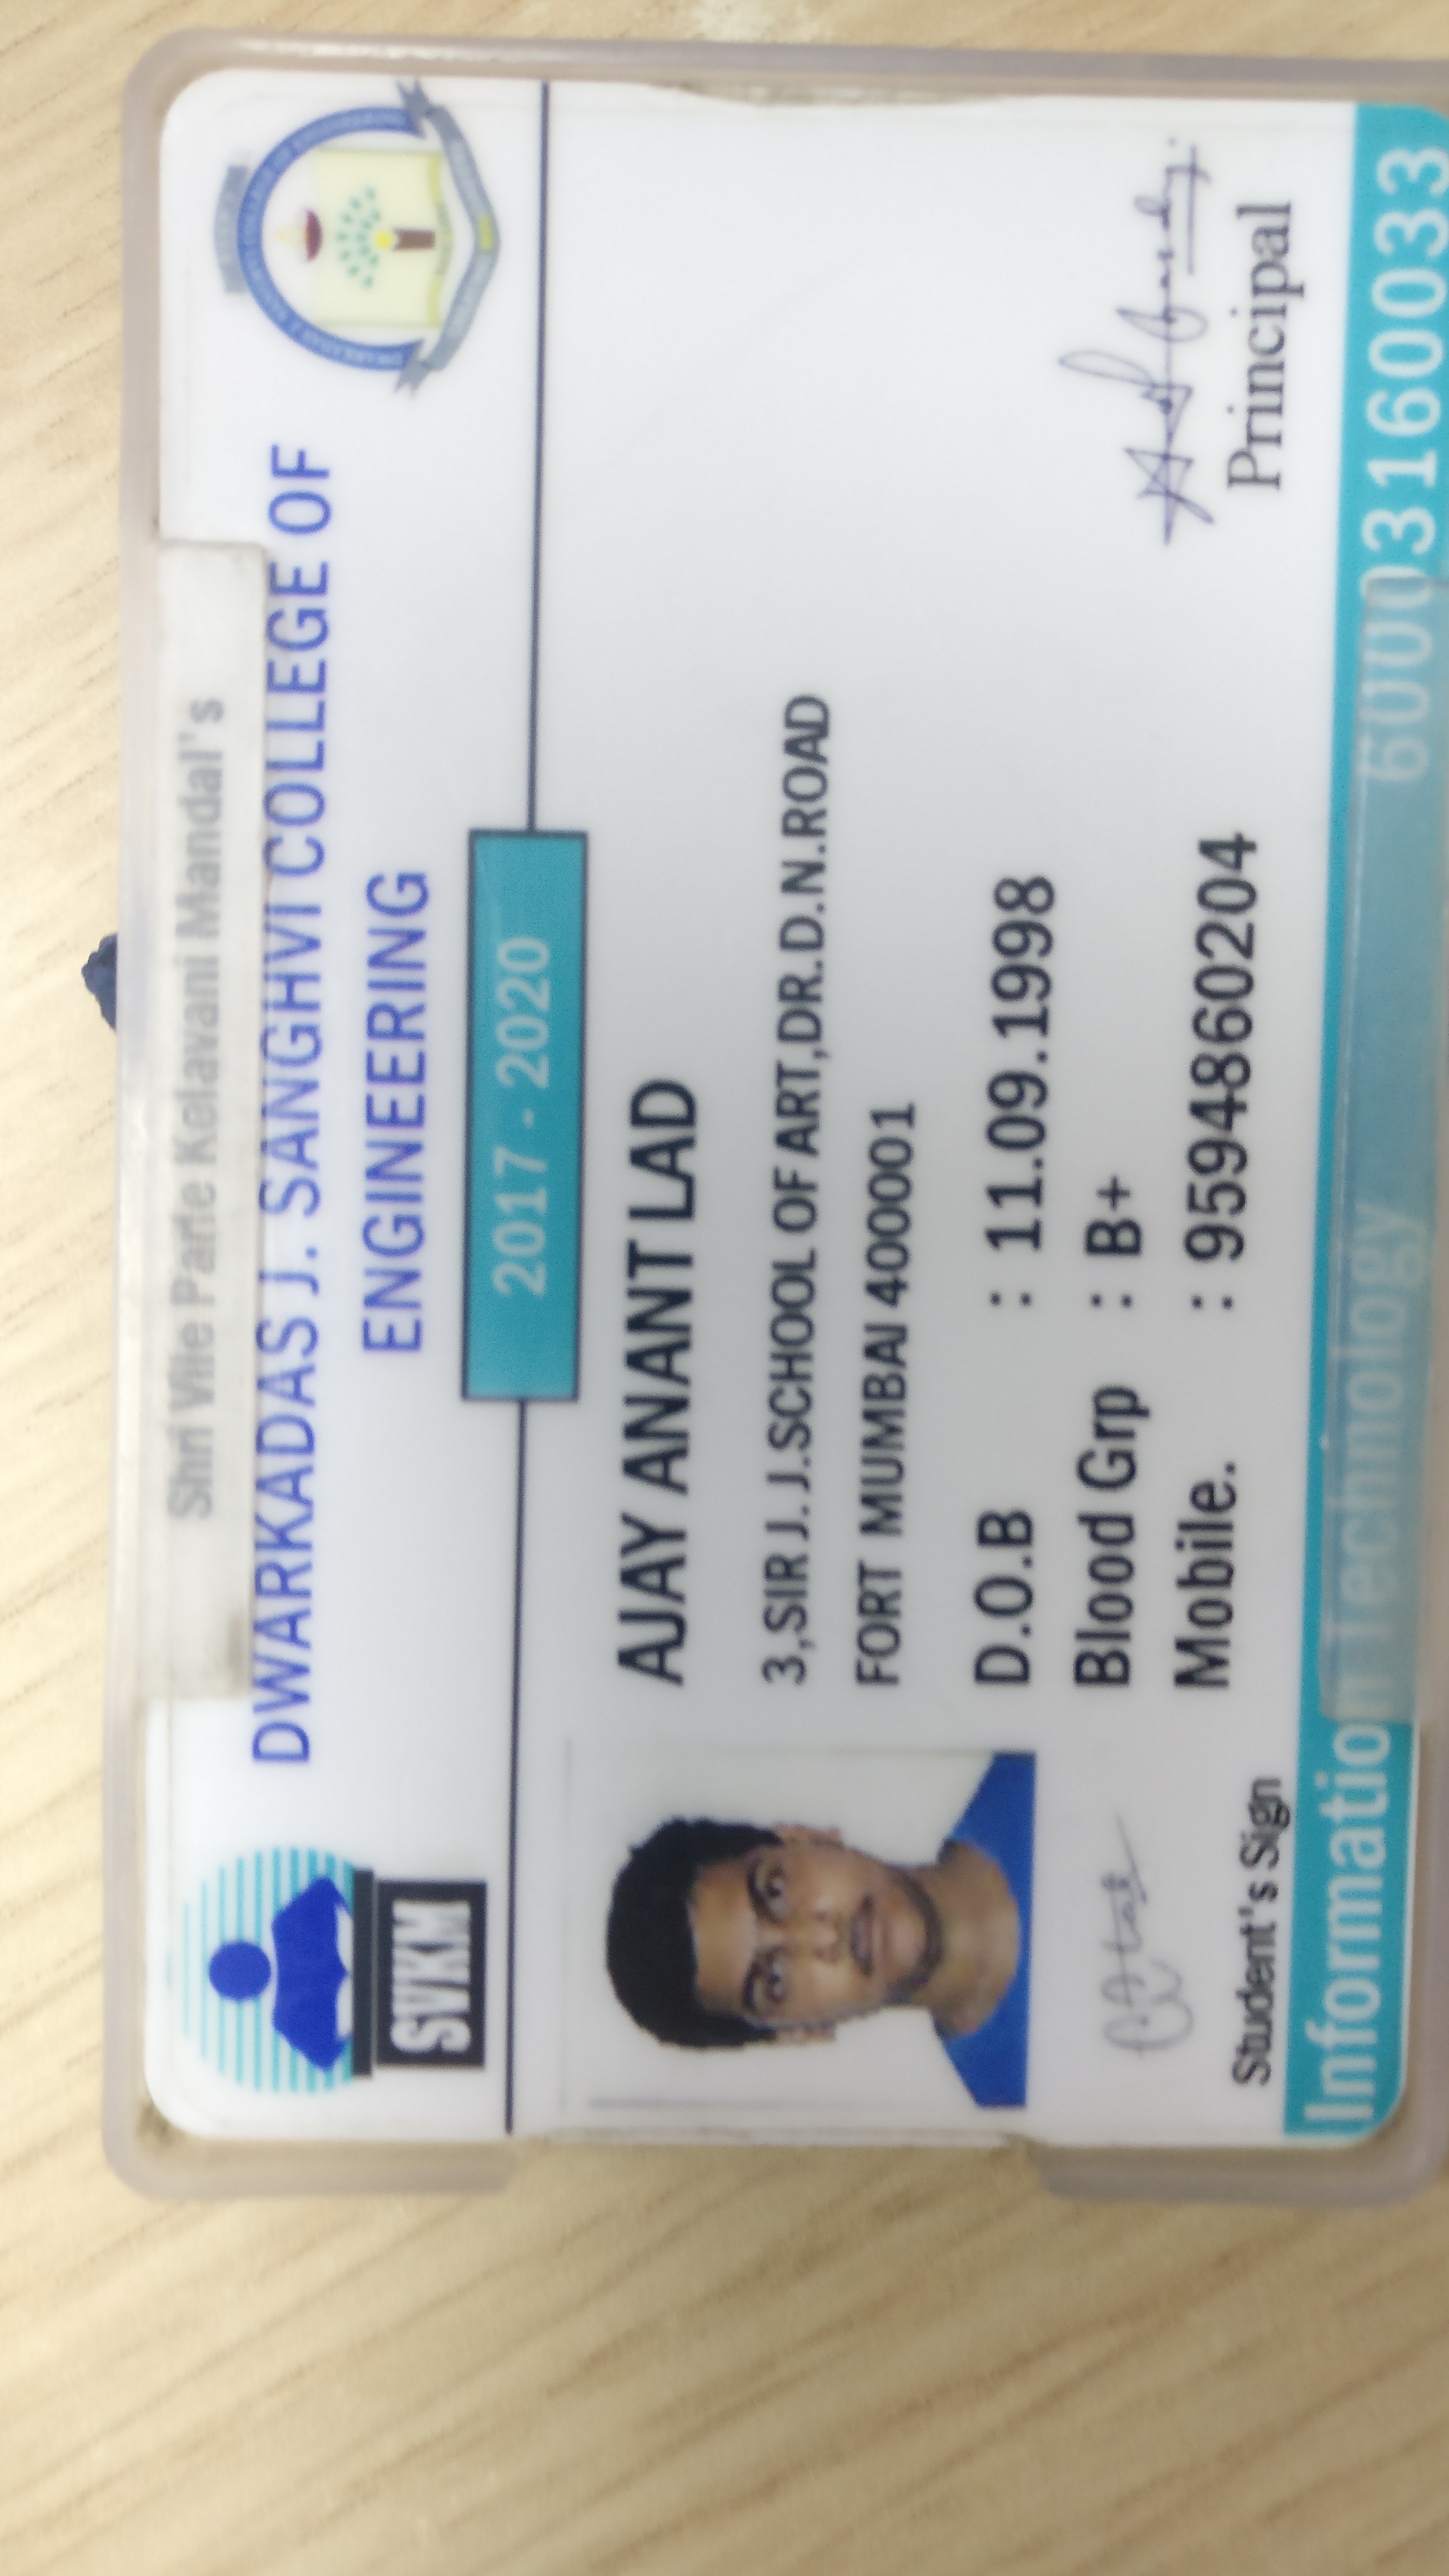 Shri Vile Parle Kelavani Mandal"s
DWARKADAS J. SANGHVI COLLEGE OF
ENGINEERING
SVKM
2017 - 2020
AJAY ANANT LAD
3,SIR J. J.SCHOOL OF ART,DR.D.N.ROAD
FORT MUMBAI 400001
D.O.B : 11.09.1998
Blood Grp : B+
Mobile. : 9594860204
Student's Sign
Principal
Information Technology 60003160033